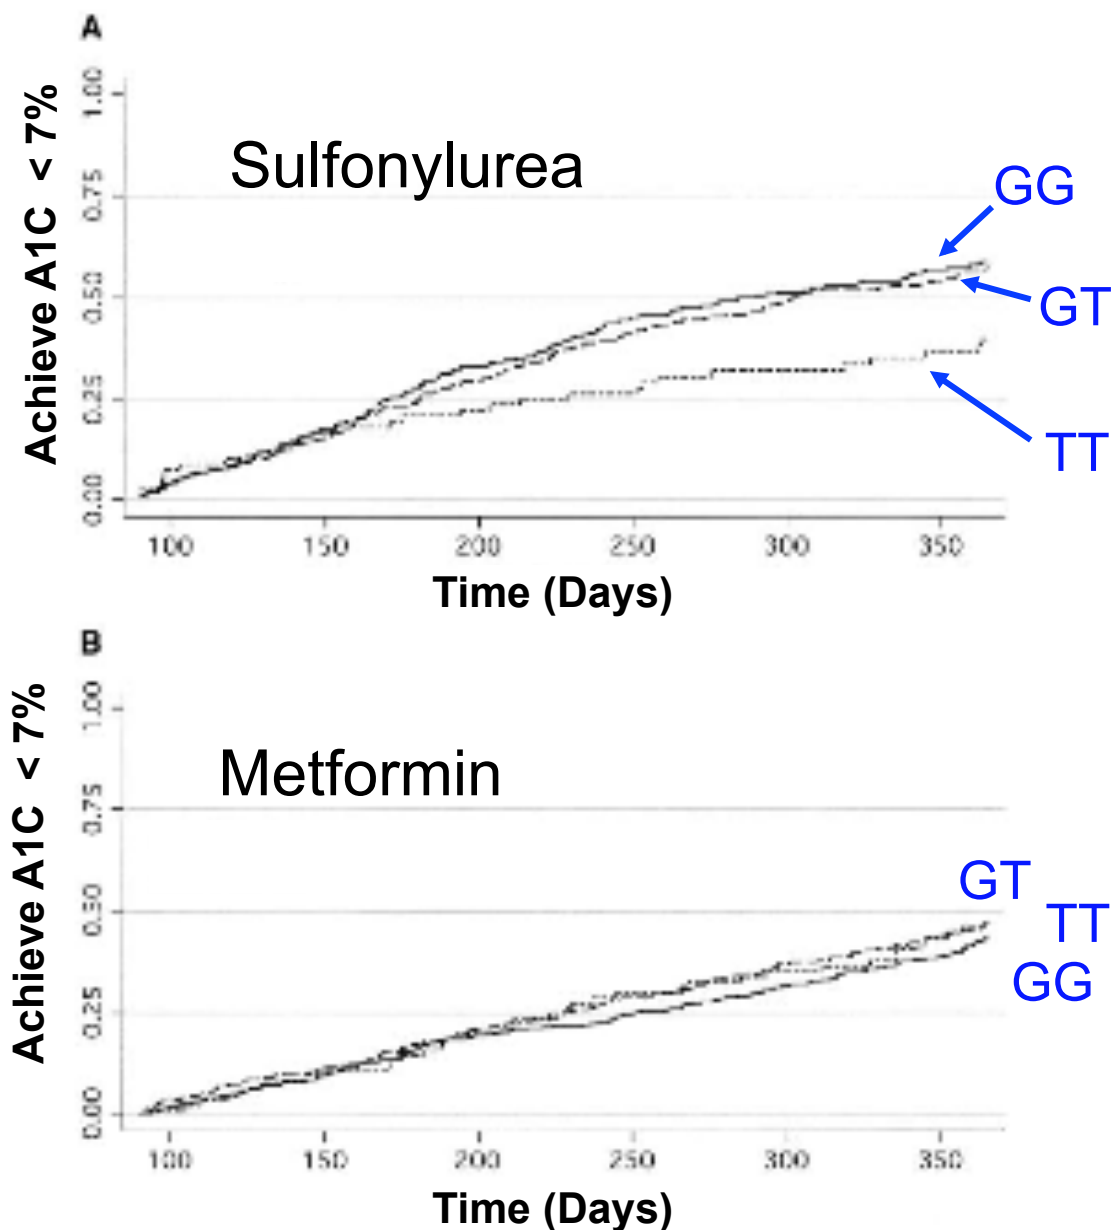 A
Achieve A1C < 7%
1.00
0.75
0.50
0.25
0.00
Sulfonylurea
GG
GT
TT
100 150 200 250 300 350
Time (Days)
B
Achieve A1C < 7%
1.00
0.75
0.50
0.25
0.00
Metformin
GT
TT
GG
100 150 200 250 300 350
Time (Days)